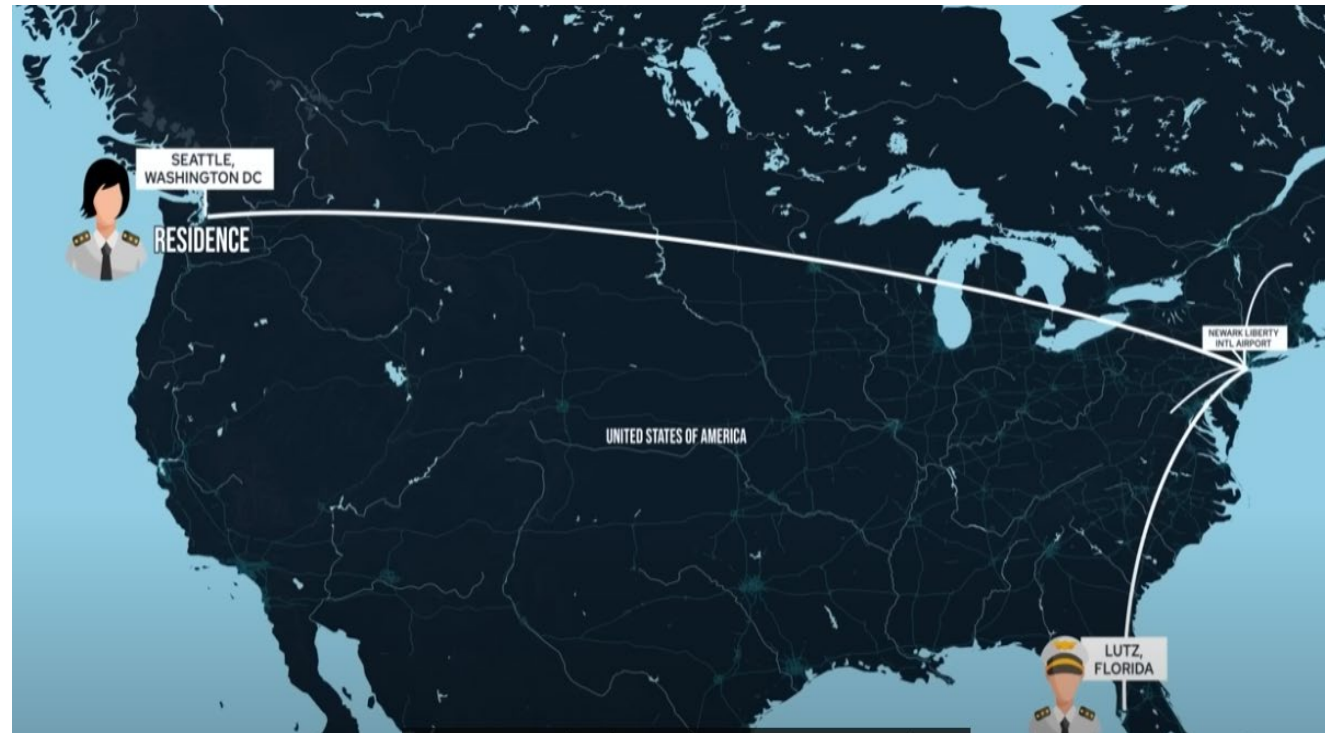 SEATTLE,
WASHINGTON DC
RESIDENCE
NEWARK LIBERTY
INTL AIRPORT
UNITED STATES OF AMERICA
LUTZ,
FLORIDA